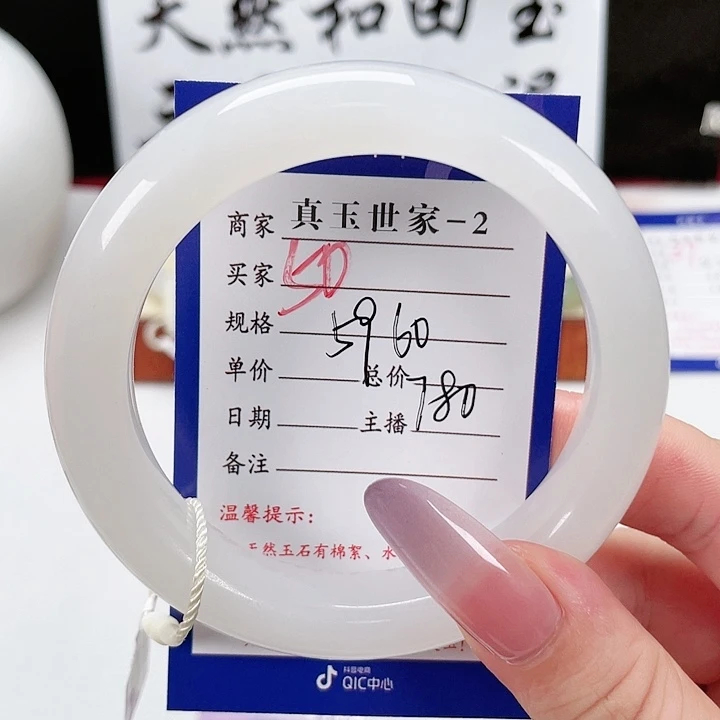 天然和田玉
商家 真玉世家-2
买家 50
规格 5960
单价 总价 780
日期 主播
备注
温馨提示：
天然玉石有棉絮、水
抖音电商
QIC中心